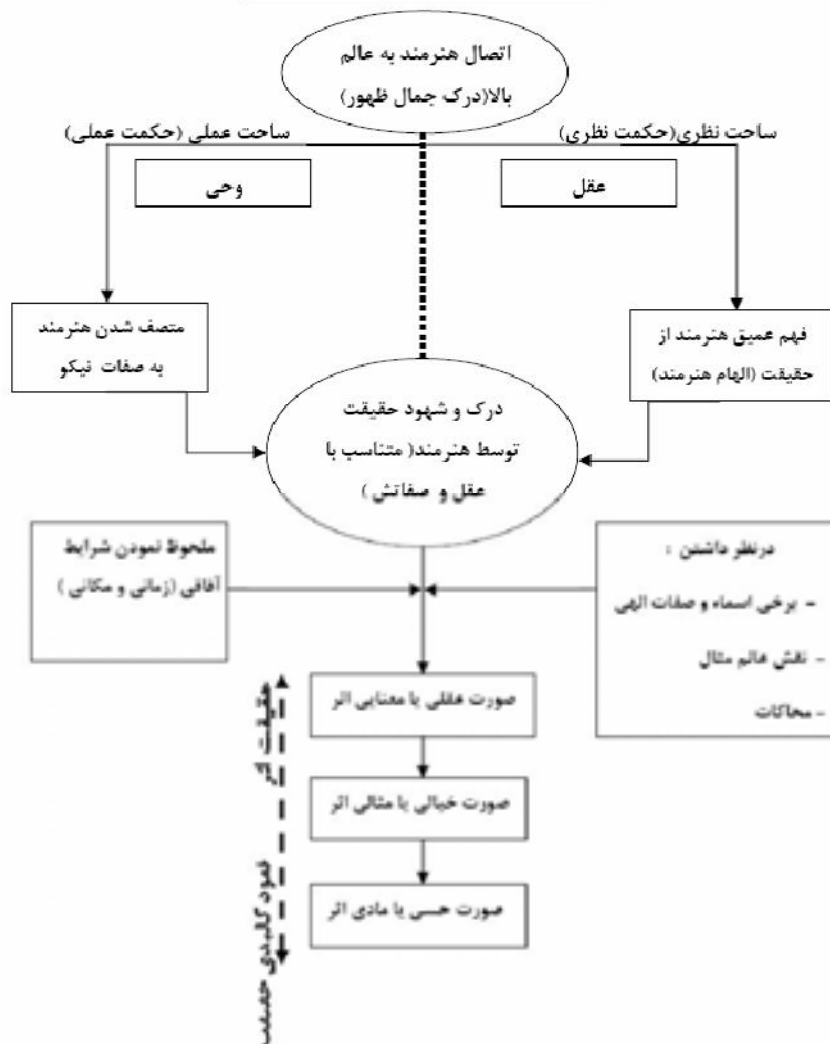 اتصال هنرمند به عالم
بالا(درک جمال ظهور)
ساحت نظری(حکمت نظری)
ساحت عملی (حکمت عملی)
عقل
وحی
فهم عمیق هنرمند از
حقیقت (الهام هنرمند)
متصف شدن هنرمند
به صفات نیکو
درک و شهود حقیقت
توسط هنرمند( متناسب با
عقل و صفاتش )
درنظر داشتن :
- برخی اسماء و صفات الهی
- نقش عالم مثال
- محاکات
ملحوظ نمودن شرایط
آفاقی (زمانی و مکانی )
صورت عقلی یا معنایی اثر
صورت خیالی یا مثالی اثر
صورت حسی یا مادی اثر
حقیقت اثر
نمود کالبدی حقیقت